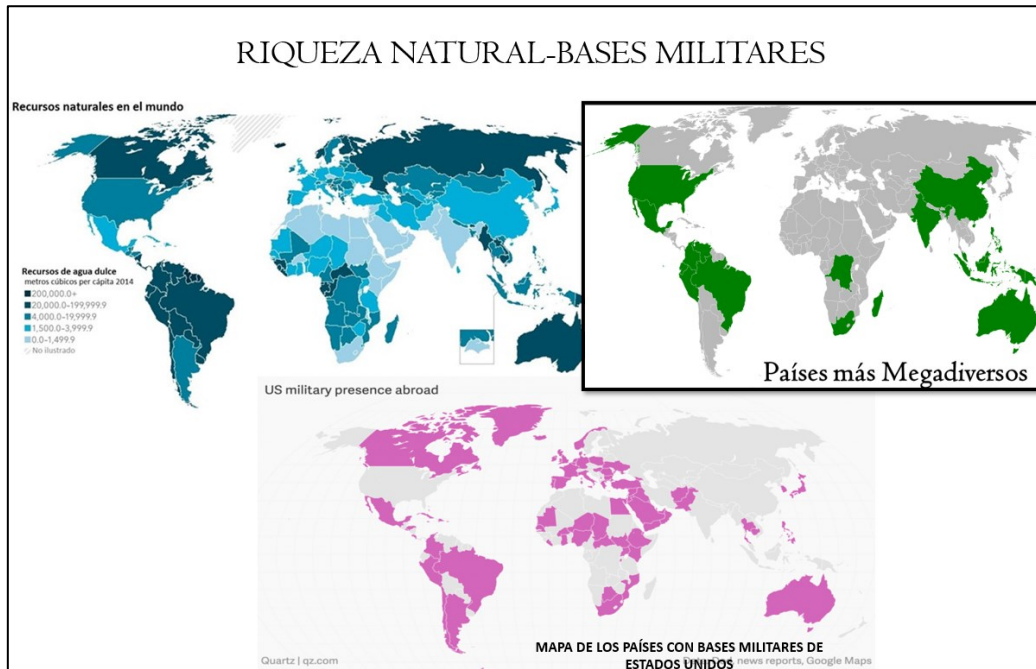 RIQUEZA NATURAL-BASES MILITARES
Recursos naturales en el mundo
Recursos de agua dulce
metros cúbicos per cápita 2014
200,000.0+
20,000.0-199,999.9
4,000.0-19,999.9
1,500.0-3,999.9
0.0-1,499.9
No ilustrado
Países más Megadiversos
US military presence abroad
MAPA DE LOS PAÍSES CON BASES MILITARES DE
ESTADOS UNIDOS
Quartz | qz.com
news reports, Google Maps